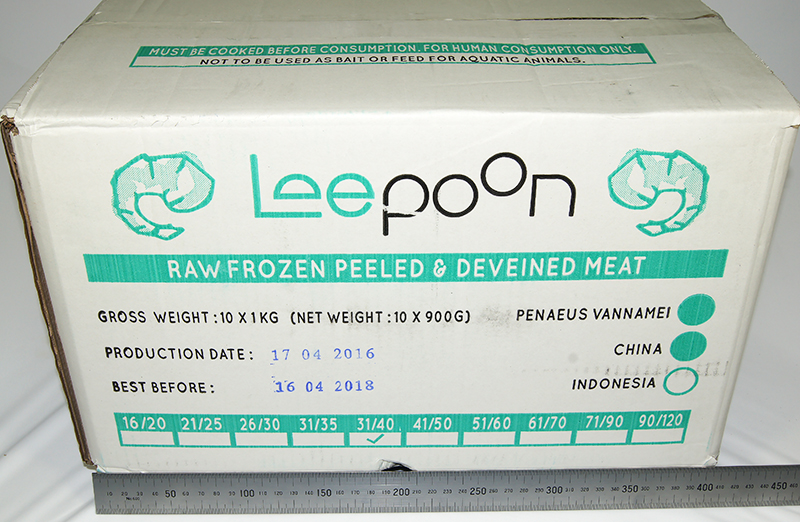 MUST BE COOKED BEFORE CONSUMPTION. FOR HUMAN CONSUMPTION ONLY.
NOT TO BE USED AS BAIT OR FEED FOR AQUATIC ANIMALS.
Leepoon
RAW FROZEN PEELED & DEVEINED MEAT
GROSS WEIGHT : 10 X 1 KG (NET WEIGHT : 10 X 900G) PENAEUS VANNAMEI
PRODUCTION DATE : 17 04 2016 CHINA
BEST BEFORE : 16 04 2018 INDONESIA
16/20 21/25 26/30 31/35 31/40 41/50 51/60 61/70 71/90 90/120
10 20 30 50 100 150 200 250 300 350 400 450